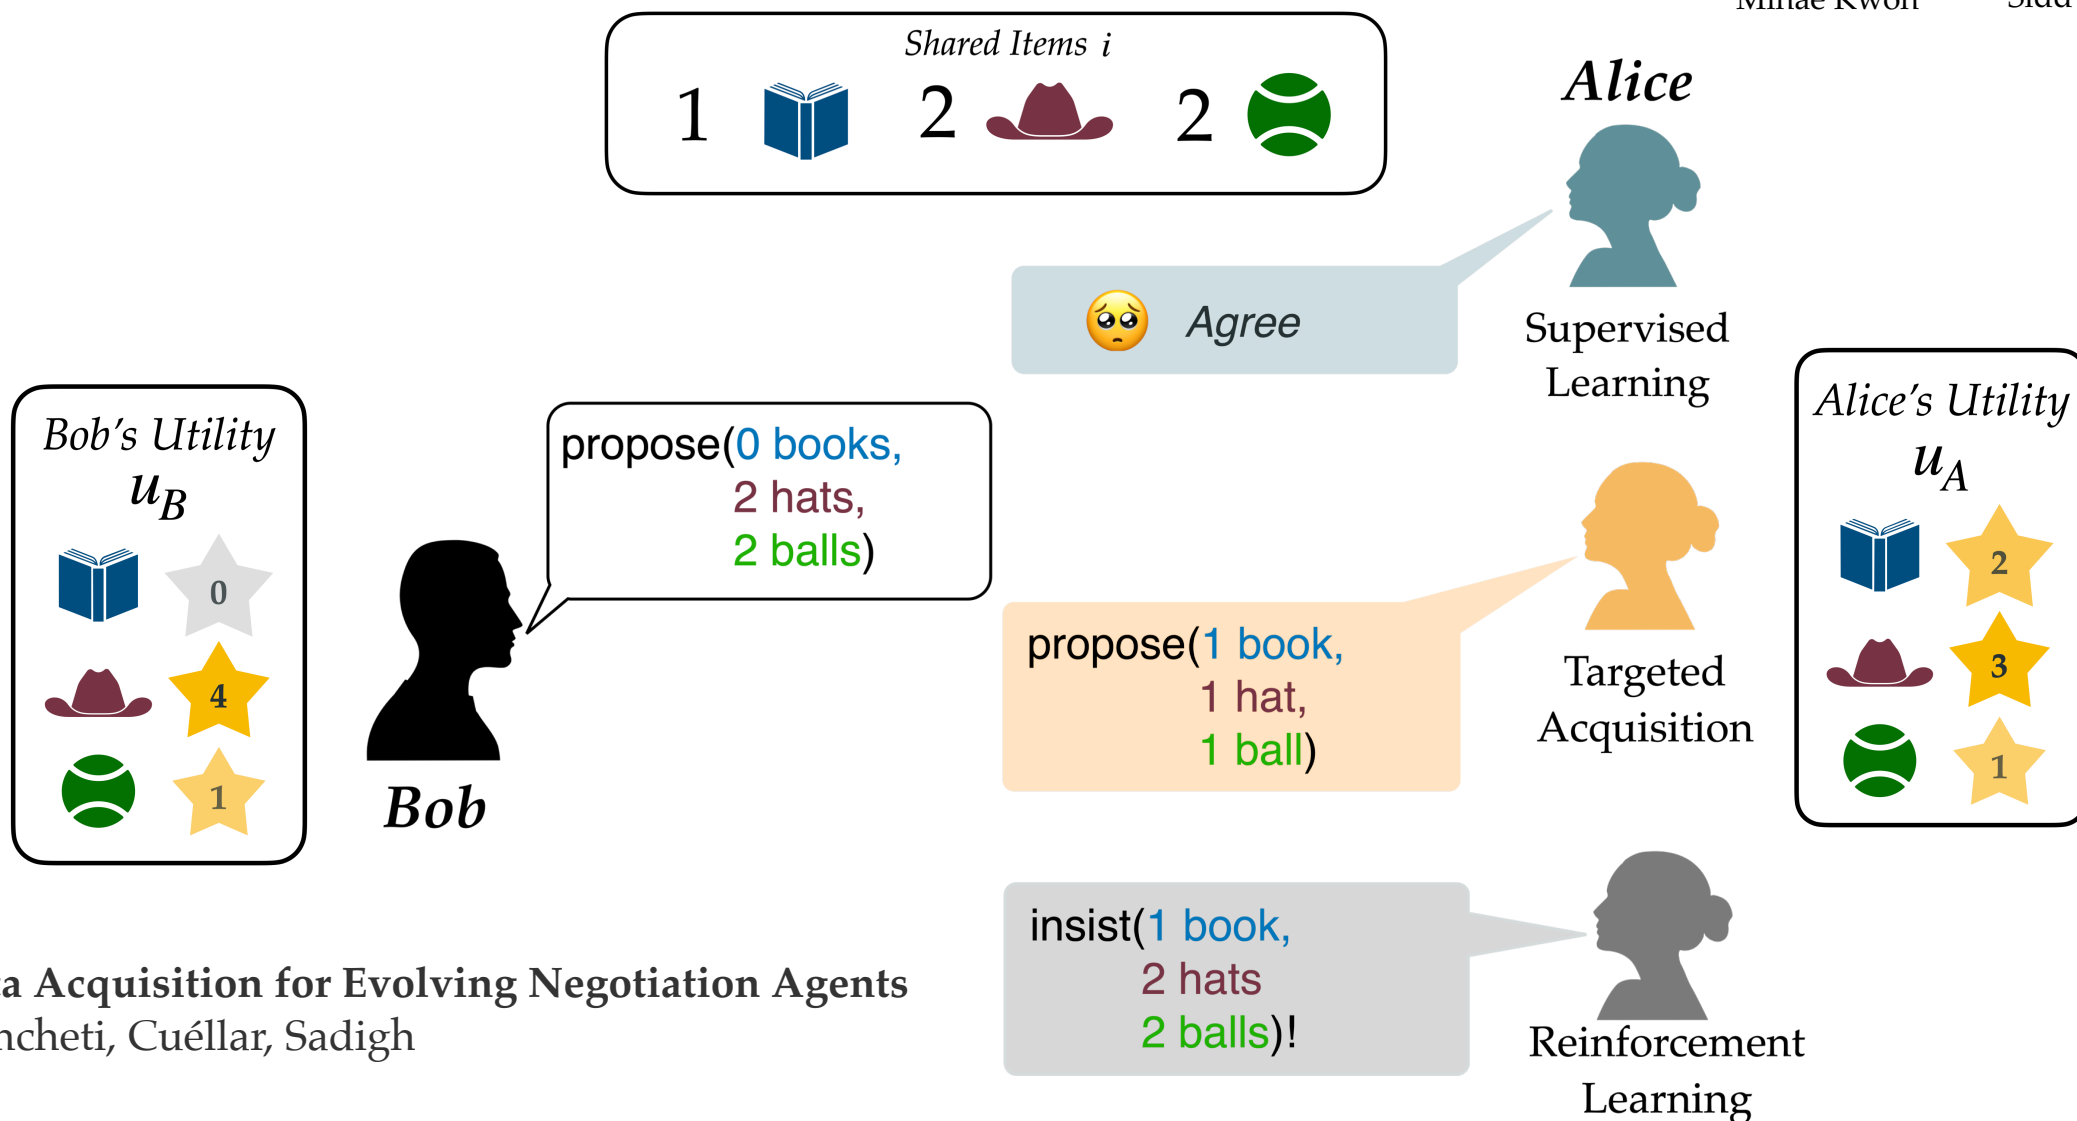 Shared Items i
1 2 2
Alice
Agree
Supervised
Learning
Bob's Utility
u_B
0
4
1
propose(0 books,
2 hats,
2 balls)
Bob
Alice's Utility
u_A
2
3
1
propose(1 book,
1 hat,
1 ball)
Targeted
Acquisition
insist(1 book,
2 hats
2 balls)!
Reinforcement
Learning
Acquisition for Evolving Negotiation Agents
Cuéllar, Sadigh